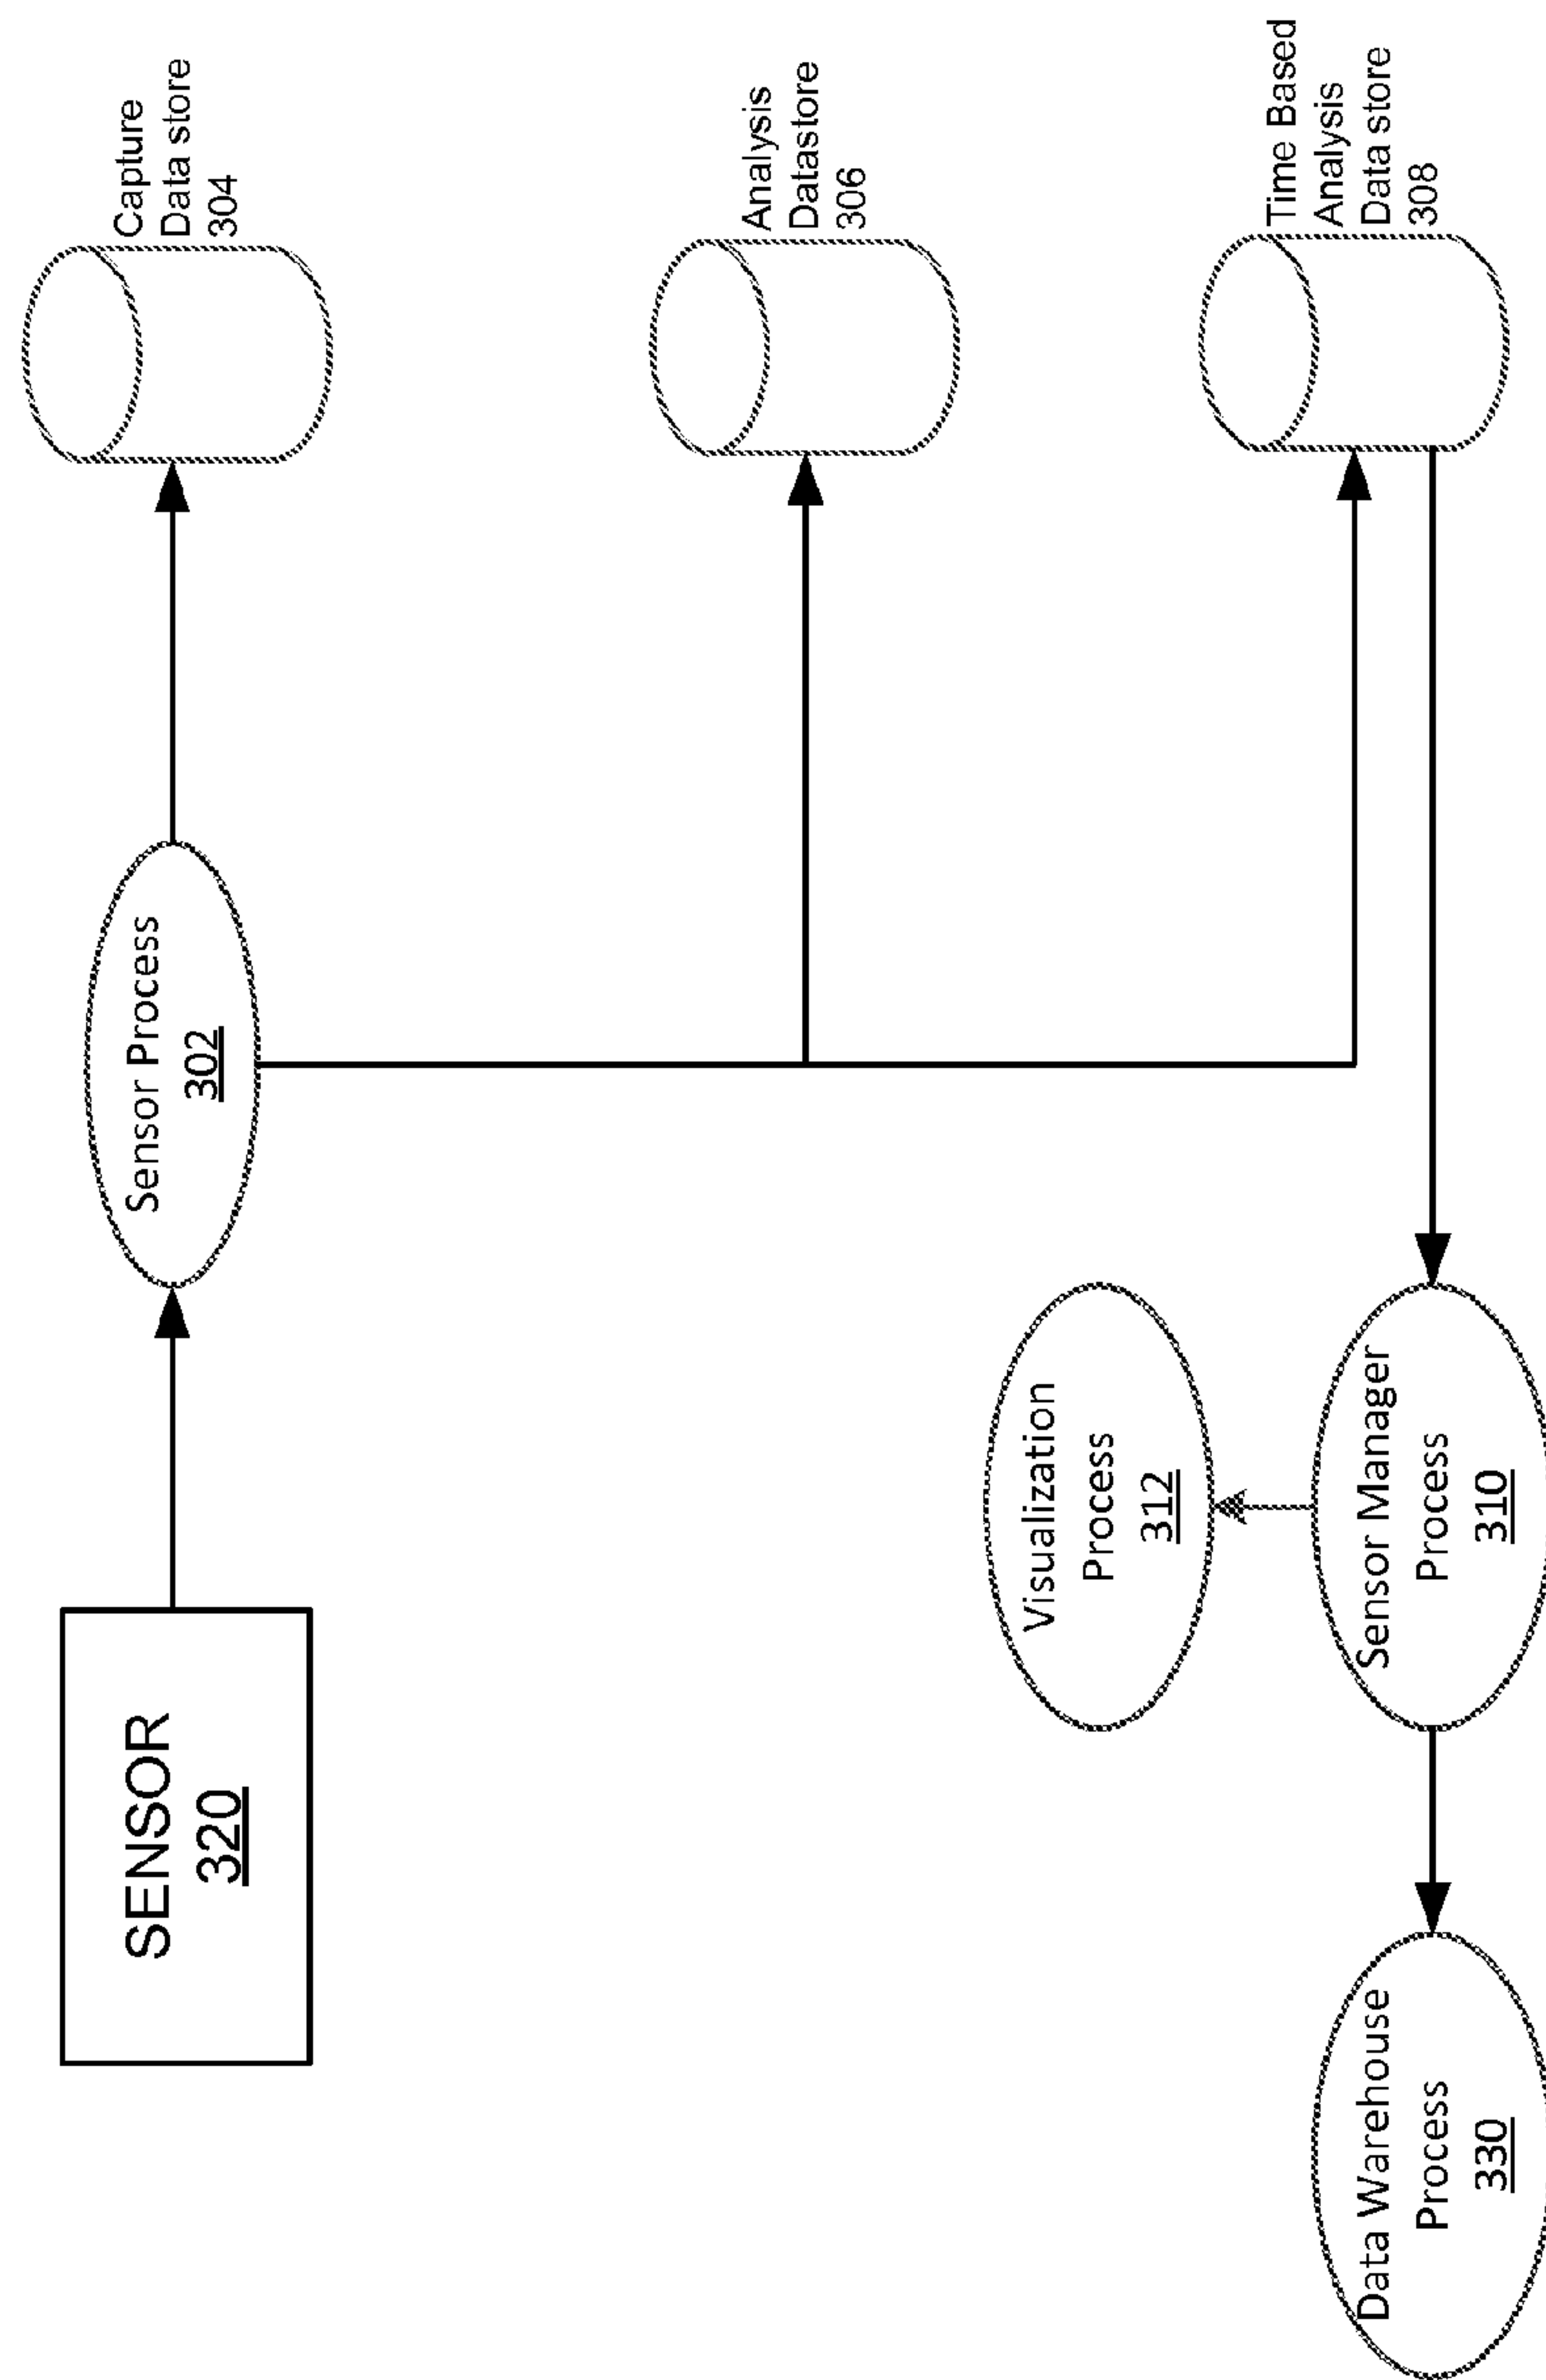 SENSOR
320
Sensor Process
302
Capture
Data store
304
Analysis
Datastore
306
Time Based
Analysis
Data store
308
Visualization
Process
312
Data Warehouse
Process
330
Sensor Manager
Process
310